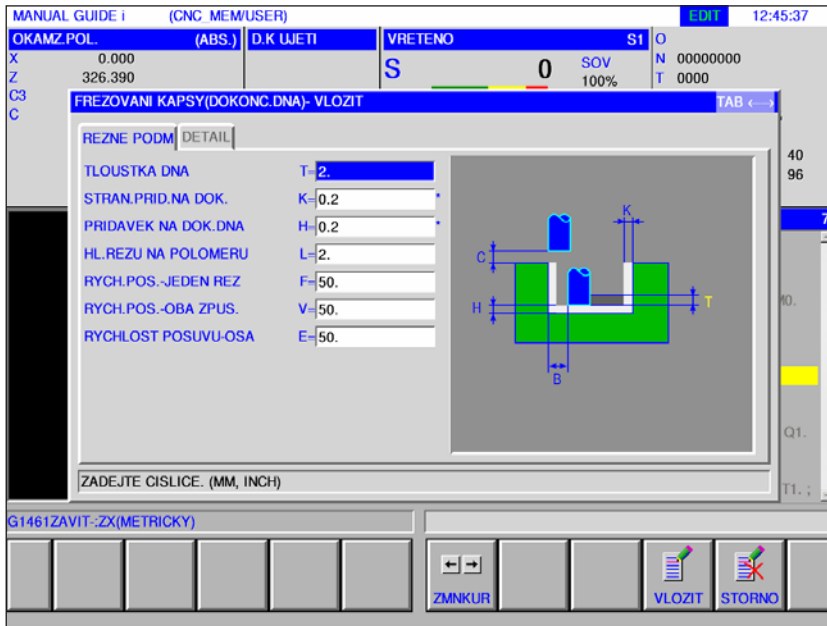 MANUAL GUIDE i (CNC_MEM/USER) EDIT 12:45:37
OKAMZ.POL. (ABS.) D.K UJETI VRETENO S1 O
X 0.000
Z 326.390
C3
C
S 0 SOV
100%
N 00000000
T 0000
FREZOVANI KAPSY(DOKONC.DNA)- VLOZIT TAB ←→
REZNE PODM DETAIL
TLOUSTKA DNA T=2.
STRAN.PRID.NA DOK. K=0.2 *
PRIDAVEK NA DOK.DNA H=0.2 *
HL.REZU NA POLOMERU L=2.
RYCH.POS.-JEDEN REZ F=50.
RYCH.POS.-OBA ZPUS. V=50.
RYCHLOST POSUVU-OSA E=50.
K
C
H
T
B
40
96
7
Q1.
T1. ;
ZADEJTE CISLICE. (MM, INCH)
G1461ZAVIT-:ZX(METRICKY)
ZMNKUR VLOZIT STORNO